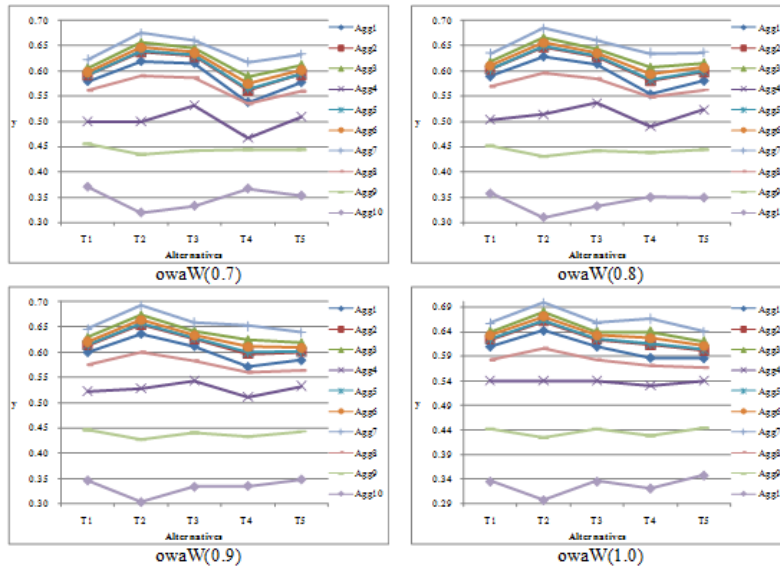 0.70
0.65
0.60
0.55
0.50
0.45
0.40
0.35
0.30
y
T1 T2 T3 T4 T5
Alternatives
Agg1
Agg2
Agg3
Agg4
Agg5
Agg6
Agg7
Agg8
Agg9
Agg10
owaW(0.7)
0.70
0.65
0.60
0.55
0.50
0.45
0.40
0.35
0.30
y
T1 T2 T3 T4 T5
Alternatives
Agg1
Agg2
Agg3
Agg4
Agg5
Agg6
Agg7
Agg8
Agg9
Agg1
owaW(0.8)
0.70
0.65
0.60
0.55
0.50
0.45
0.40
0.35
0.30
y
T1 T2 T3 T4 T5
Alternatives
Agg1
Agg2
Agg3
Agg4
Agg5
Agg6
Agg7
Agg8
Agg9
Agg10
owaW(0.9)
0.69
0.64
0.59
0.54
0.49
0.44
0.39
0.34
0.29
y
T1 T2 T3 T4 T5
Alternatives
Agg1
Agg2
Agg3
Agg4
Agg5
Agg6
Agg7
Agg8
Agg9
Agg1
owaW(1.0)